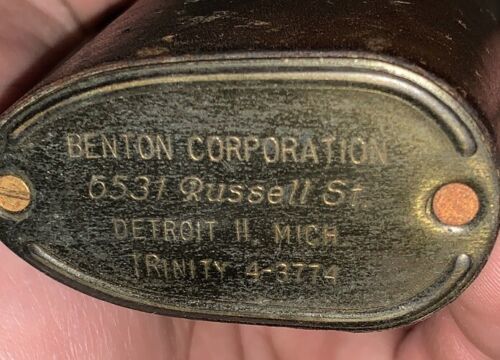 BENTON CORPORATION
6531 Russell St
DETROIT 11, MICH
TRINITY 4-3774